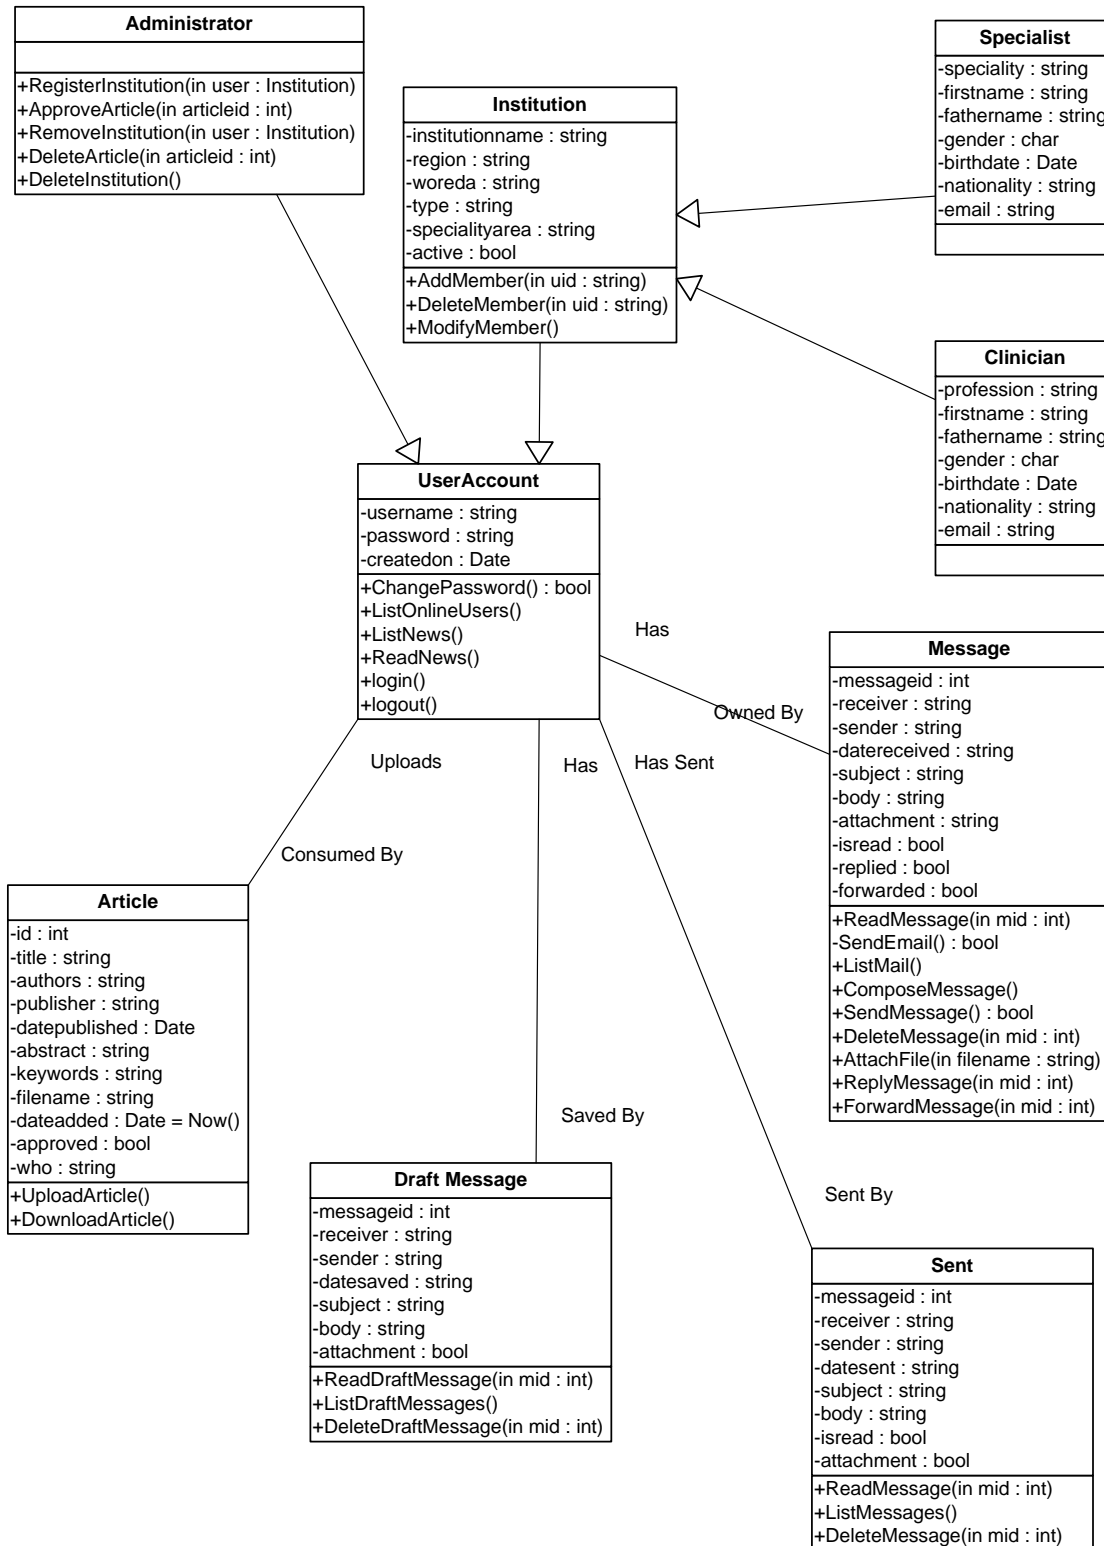 Administrator
+RegisterInstitution(in user : Institution)
+ApproveArticle(in articleid : int)
+RemoveInstitution(in user : Institution)
+DeleteArticle(in articleid : int)
+DeleteInstitution()
Institution
-institutionname : string
-region : string
-woreda : string
-type : string
-specialityarea : string
-active : bool
+AddMember(in uid : string)
+DeleteMember(in uid : string)
+ModifyMember()
Specialist
-speciality : string
-firstname : string
-fathername : string
-gender : char
-birthdate : Date
-nationality : string
-email : string
Clinician
-profession : string
-firstname : string
-fathername : string
-gender : char
-birthdate : Date
-nationality : string
-email : string
UserAccount
-username : string
-password : string
-createdon : Date
+ChangePassword() : bool
+ListOnlineUsers()
+ListNews()
+ReadNews()
+login()
+logout()
Has
Owned By
Uploads
Has
Has Sent
Consumed By
Saved By
Sent By
Message
-messageid : int
-receiver : string
-sender : string
-datereceived : string
-subject : string
-body : string
-attachment : string
-isread : bool
-replied : bool
-forwarded : bool
+ReadMessage(in mid : int)
-SendEmail() : bool
+ListMail()
+ComposeMessage()
+SendMessage() : bool
+DeleteMessage(in mid : int)
+AttachFile(in filename : string)
+ReplyMessage(in mid : int)
+ForwardMessage(in mid : int)
Article
-id : int
-title : string
-authors : string
-publisher : string
-datepublished : Date
-abstract : string
-keywords : string
-filename : string
-dateadded : Date = Now()
-approved : bool
-who : string
+UploadArticle()
+DownloadArticle()
Draft Message
-messageid : int
-receiver : string
-sender : string
-datesaved : string
-subject : string
-body : string
-attachment : bool
+ReadDraftMessage(in mid : int)
+ListDraftMessages()
+DeleteDraftMessage(in mid : int)
Sent
-messageid : int
-receiver : string
-sender : string
-datesent : string
-subject : string
-body : string
-isread : bool
-attachment : bool
+ReadMessage(in mid : int)
+ListMessages()
+DeleteMessage(in mid : int)